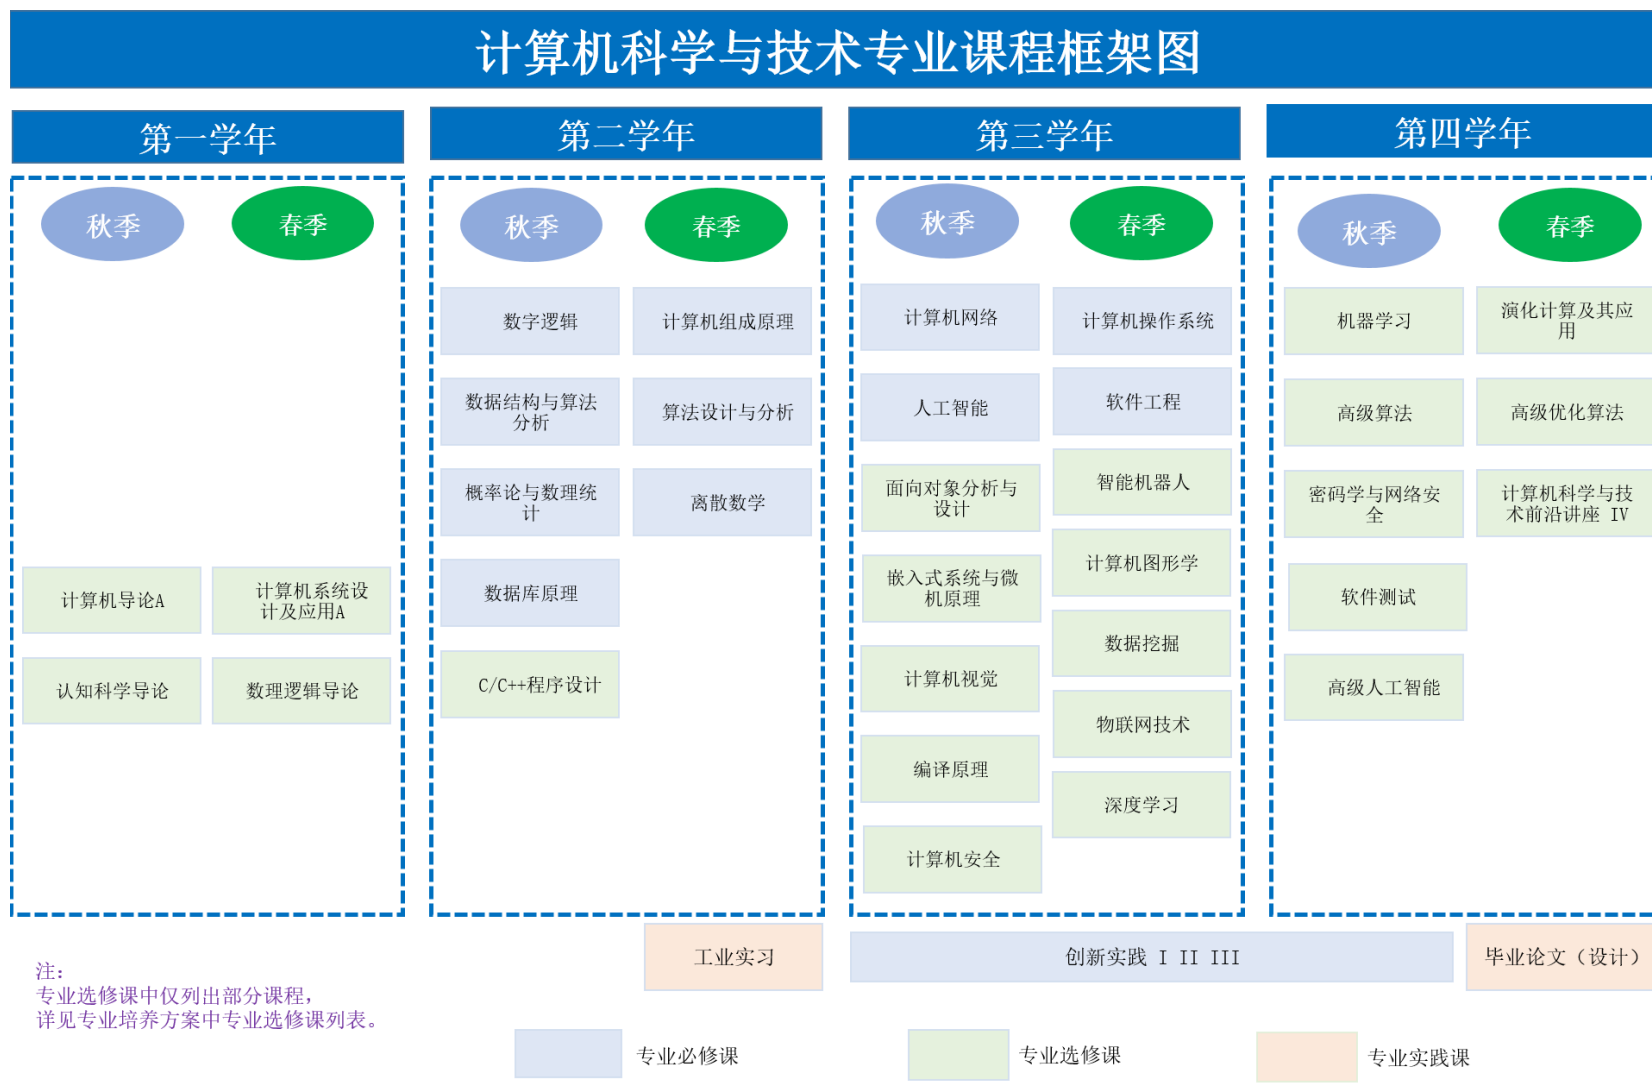 计算机科学与技术专业课程框架图
第一学年
第二学年
第三学年
第四学年
秋季
春季
秋季
春季
秋季
春季
秋季
春季
计算机导论A
认知科学导论
计算机系统设
计及应用A
数理逻辑导论
数字逻辑
数据结构与算法
分析
概率论与数理统
计
数据库原理
C/C++程序设计
计算机组成原理
算法设计与分析
离散数学
计算机网络
人工智能
面向对象分析与
设计
嵌入式系统与微
机原理
计算机视觉
编译原理
计算机安全
计算机操作系统
软件工程
智能机器人
计算机图形学
数据挖掘
物联网技术
深度学习
机器学习
高级算法
密码学与网络安
全
软件测试
高级人工智能
演化计算及其应
用
高级优化算法
计算机科学与技
术前沿讲座 IV
工业实习
创新实践 I II III
毕业论文（设计）
注：
专业选修课中仅列出部分课程，
详见专业培养方案中专业选修课列表。
专业必修课
专业选修课
专业实践课